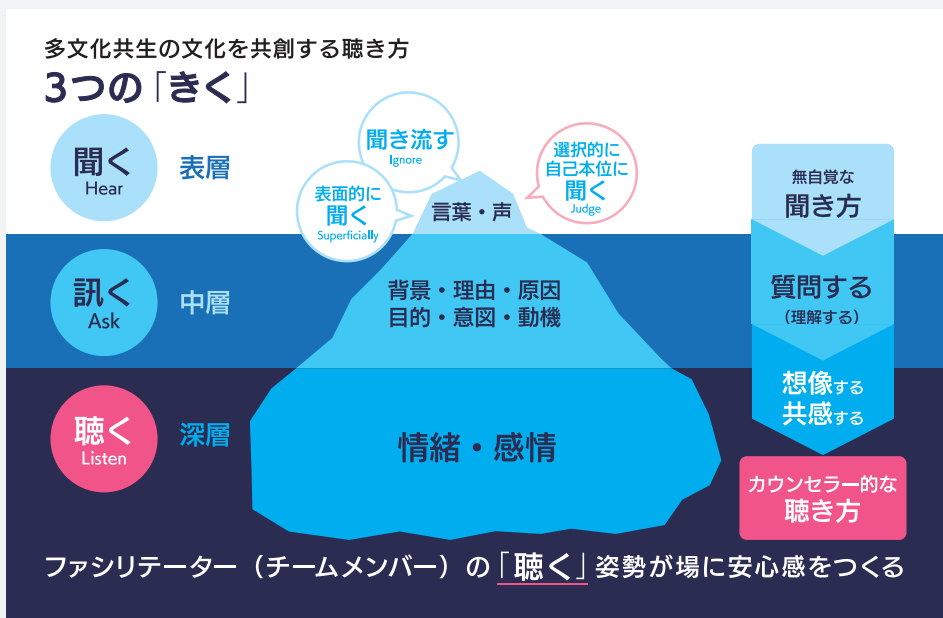 多文化共生の文化を共創する聴き方
3つの「きく」
聞く
Hear
表層
聞き流す
Ignore
表面的に
聞く
Superficially
選択的に
自己本位に
聞く
Judge
言葉・声
無自覚な
聞き方
訊く
Ask
中層
背景・理由・原因
目的・意図・動機
質問する
（理解する）
聴く
Listen
深層
情緒・感情
想像する
共感する
カウンセラー的な
聴き方
ファシリテーター（チームメンバー）の「聴く」姿勢が場に安心感をつくる